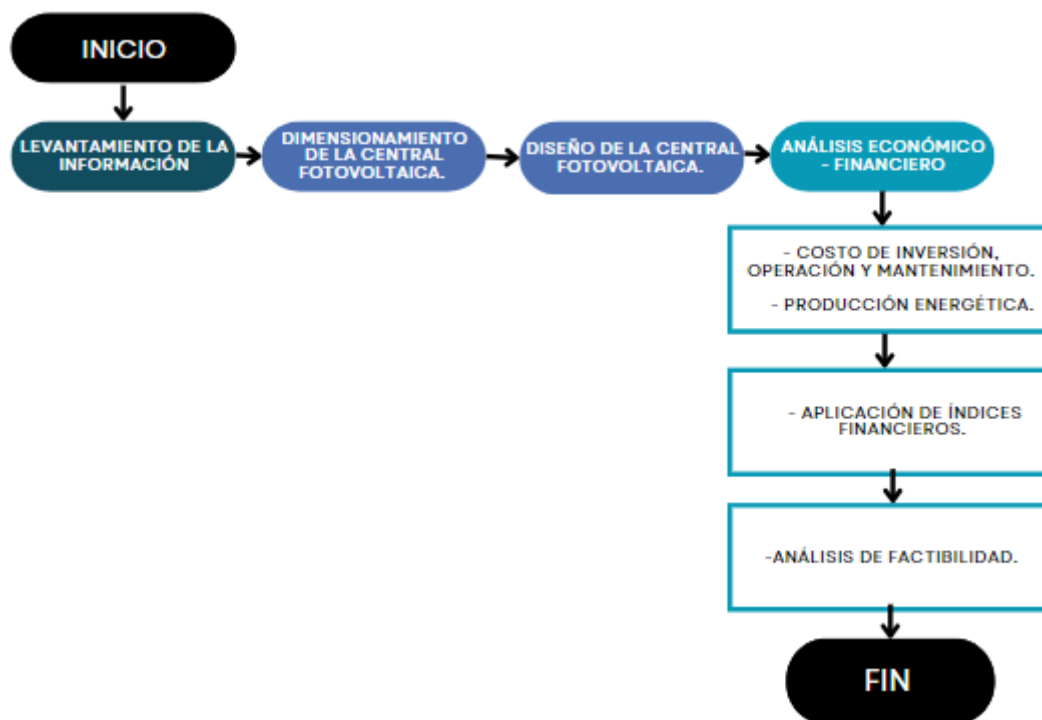 INICIO
LEVANTAMIENTO DE LA
INFORMACIÓN
DIMENSIONAMIENTO
DE LA CENTRAL
FOTOVOLTAICA.
DISEÑO DE LA CENTRAL
FOTOVOLTAICA.
ANÁLISIS ECONÓMICO
- FINANCIERO
- COSTO DE INVERSIÓN,
OPERACIÓN Y MANTENIMIENTO.
- PRODUCCIÓN ENERGÉTICA.
- APLICACIÓN DE ÍNDICES
FINANCIEROS.
-ANÁLISIS DE FACTIBILIDAD.
FIN